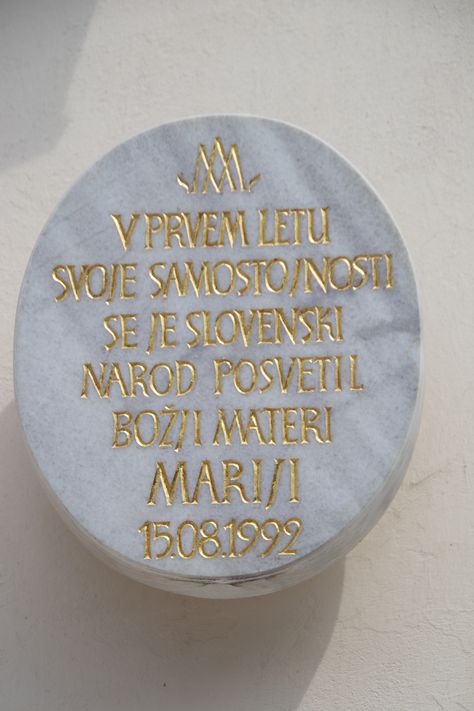 V PRVEM LETU
SVOJE SAMOSTOJNOSTI
SE JE SLOVENSKI
NAROD POSVETIL
BOŽJI MATERI
MARIJI
15.08.1992